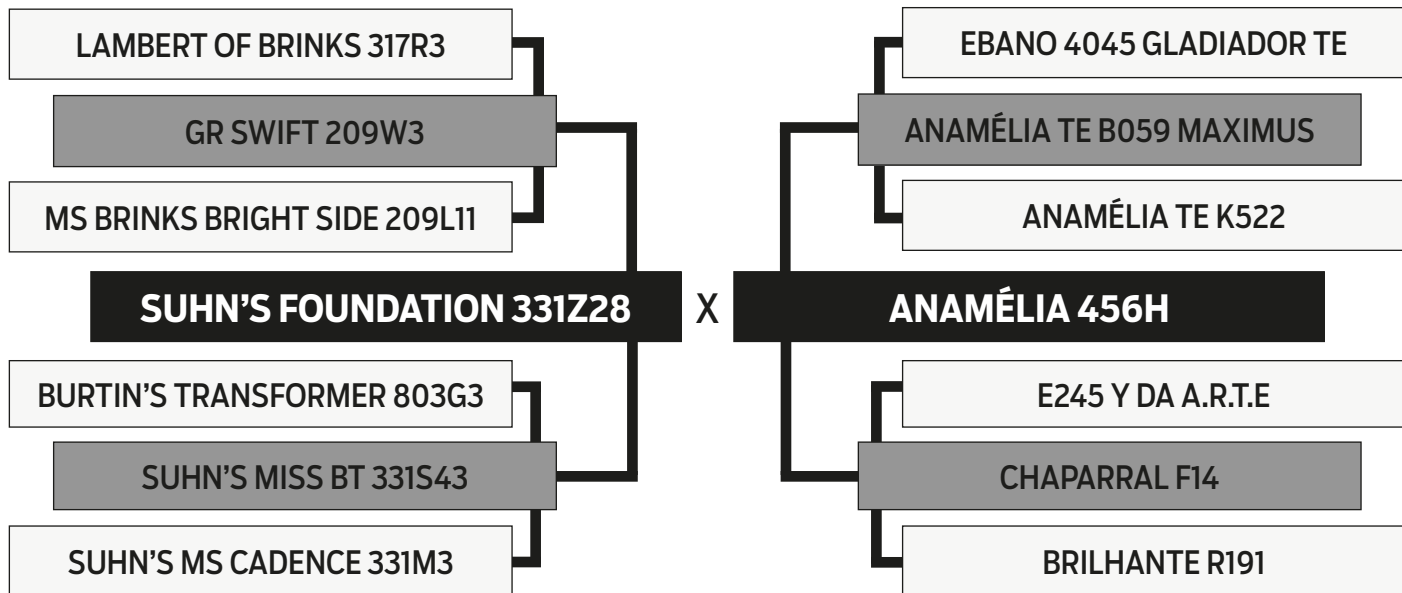 LAMBERT OF BRINKS 317R3
GR SWIFT 209W3
MS BRINKS BRIGHT SIDE 209L11
SUHN’S FOUNDATION 331Z28
BURTIN’S TRANSFORMER 803G3
SUHN’S MISS BT 331S43
SUHN’S MS CADENCE 331M3
X
EBANO 4045 GLADIADOR TE
ANAMÉLIA TE B059 MAXIMUS
ANAMÉLIA TE K522
ANAMÉLIA 456H
E245 Y DA A.R.T.E
CHAPARRAL F14
BRILHANTE R191